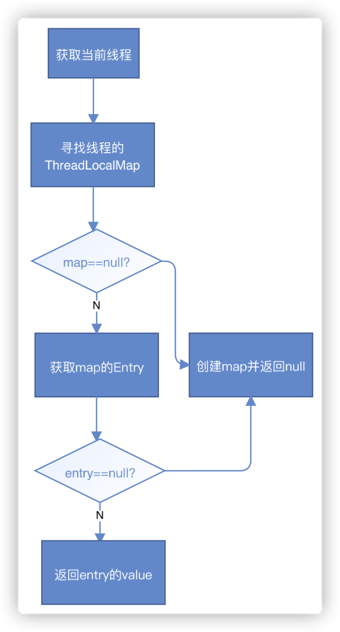 获取当前线程
寻找线程的
ThreadLocalMap
map==null?
N
获取map的Entry
创建map并返回null
entry==null?
N
返回entry的value